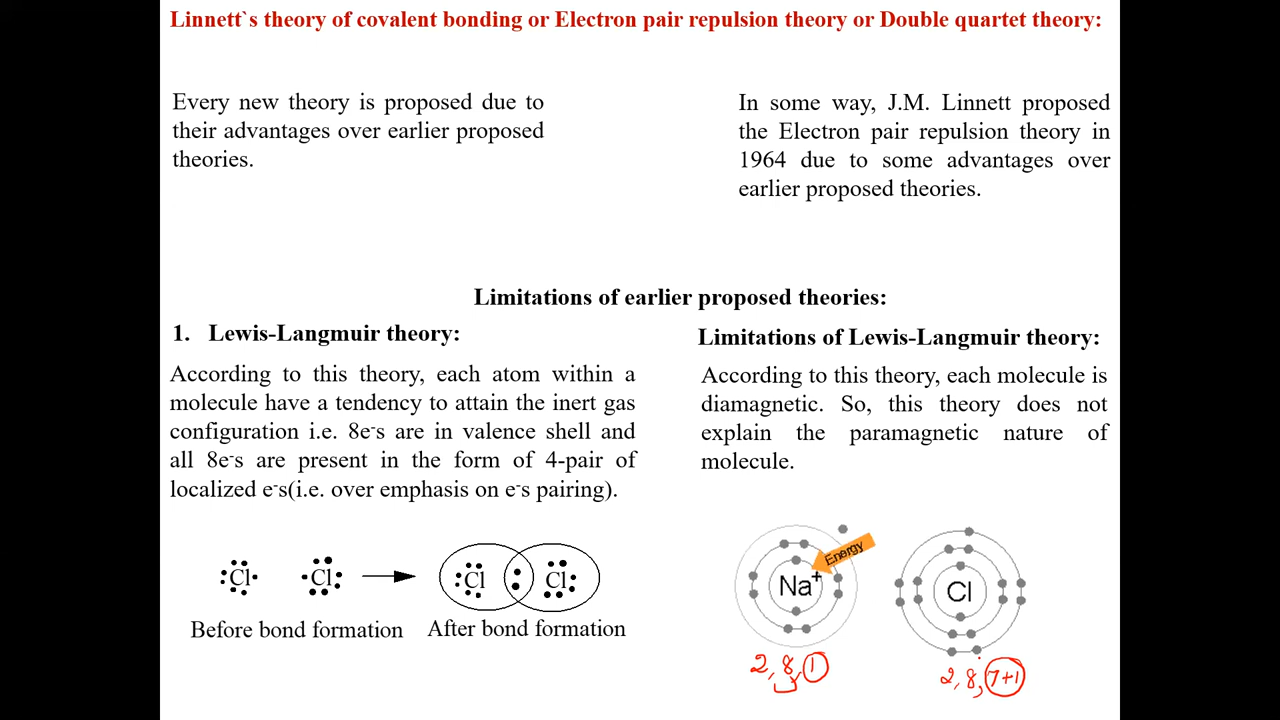 Linnett`s theory of covalent bonding or Electron pair repulsion theory or Double quartet theory:
Every new theory is proposed due to
their advantages over earlier proposed
theories.
In some way, J.M. Linnett proposed
the Electron pair repulsion theory in
1964 due to some advantages over
earlier proposed theories.
Limitations of earlier proposed theories:
1. Lewis-Langmuir theory:
According to this theory, each atom within a
molecule have a tendency to attain the inert gas
configuration i.e. 8e⁻s are in valence shell and
all 8e⁻s are present in the form of 4-pair of
localized e⁻s(i.e. over emphasis on e⁻s pairing).
Limitations of Lewis-Langmuir theory:
According to this theory, each molecule is
diamagnetic. So, this theory does not
explain the paramagnetic nature of
molecule.
Cl Cl Cl Cl
Before bond formation After bond formation
Energy
Na⁺ Cl
2, 8, 1 2, 8, 7+1